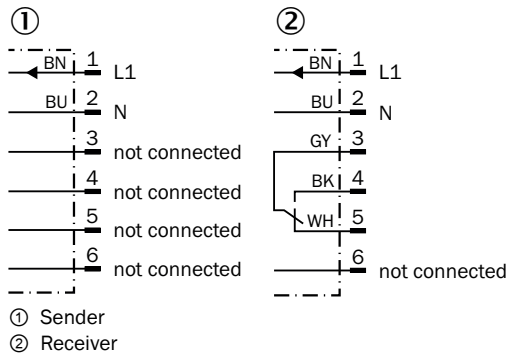 ① ②
BN 1 L1
BU 2 N
3 not connected
4 not connected
5 not connected
6 not connected
BN 1 L1
BU 2 N
GY 3
BK 4
WH 5
6 not connected
① Sender
② Receiver